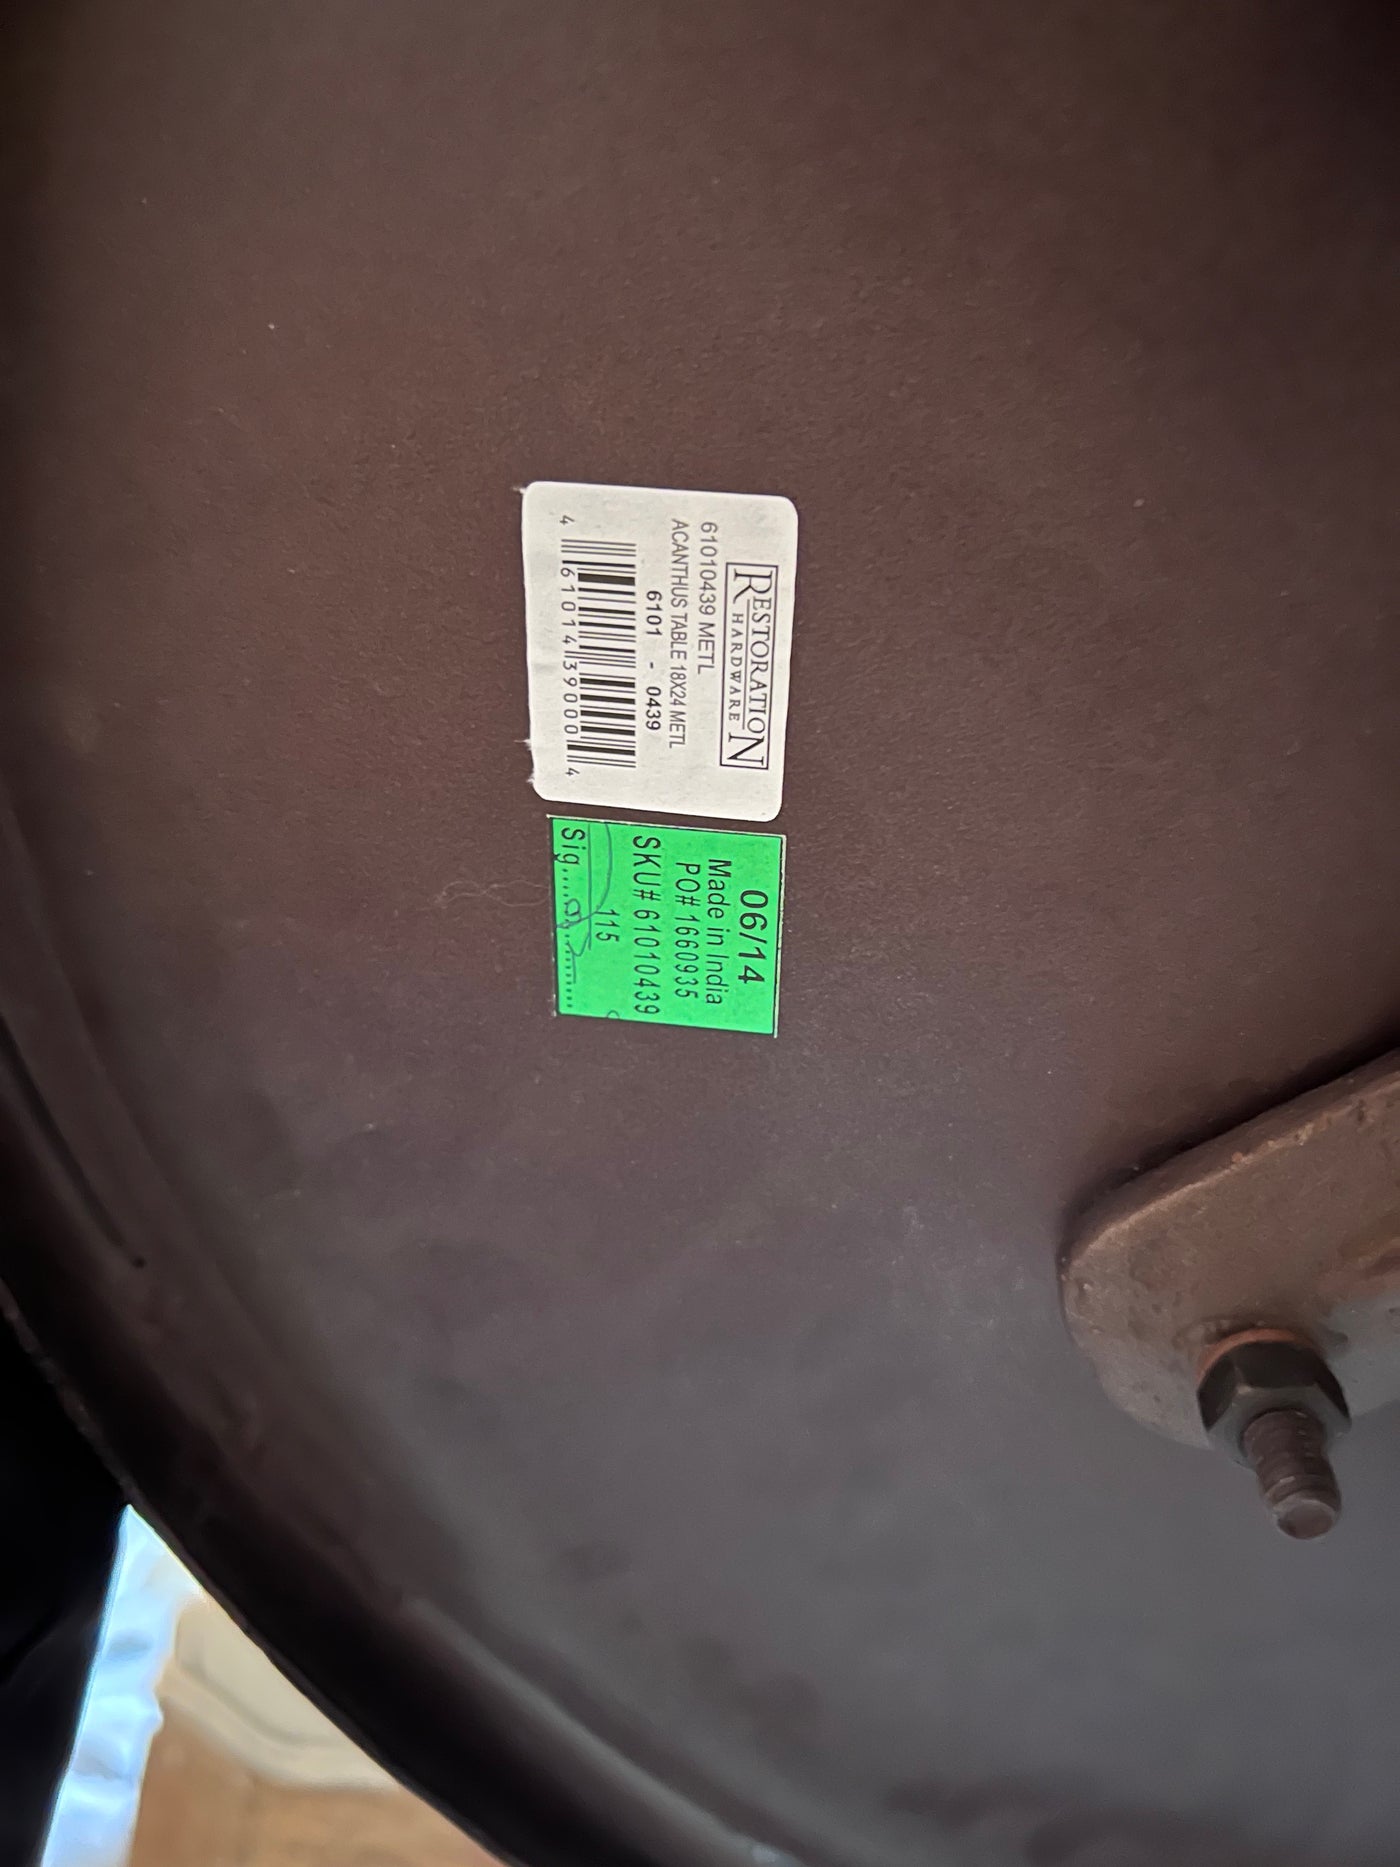 RESTORATION
HARDWARE
61010439 METL
ACANTHUS TABLE 18X24 METL
6101 - 0439
4 61014 39000 4
06/14
Made in India
PO# 1660935
SKU# 61010439
115
Sig..............